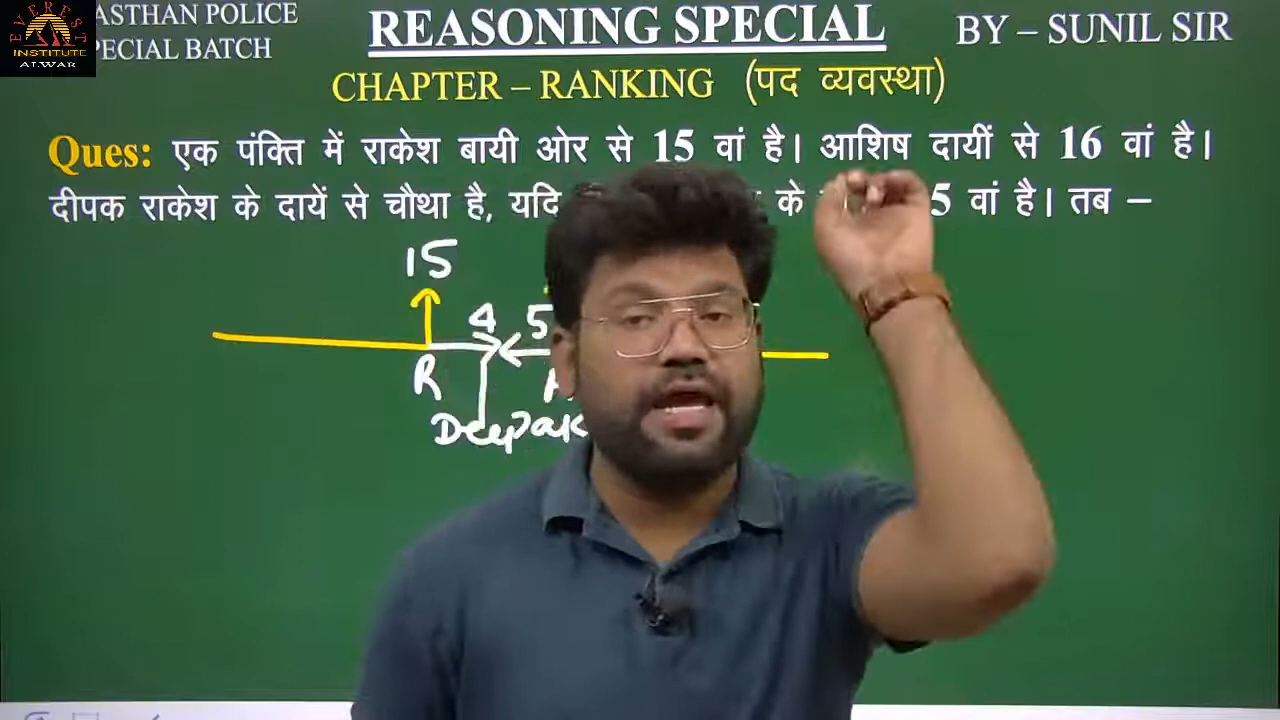 EVEREST
INSTITUTE
ALWAR
ASTHAN POLICE
PECIAL BATCH
REASONING SPECIAL
BY – SUNIL SIR
CHAPTER – RANKING (पद व्यवस्था)
Ques: एक पंक्ति में राकेश बायी ओर से 15 वां है। आशिष दायीं से 16 वां है।
दीपक राकेश के दायें से चौथा है, यदि के 5 वां है। तब –
15
4 5
R
Deepak